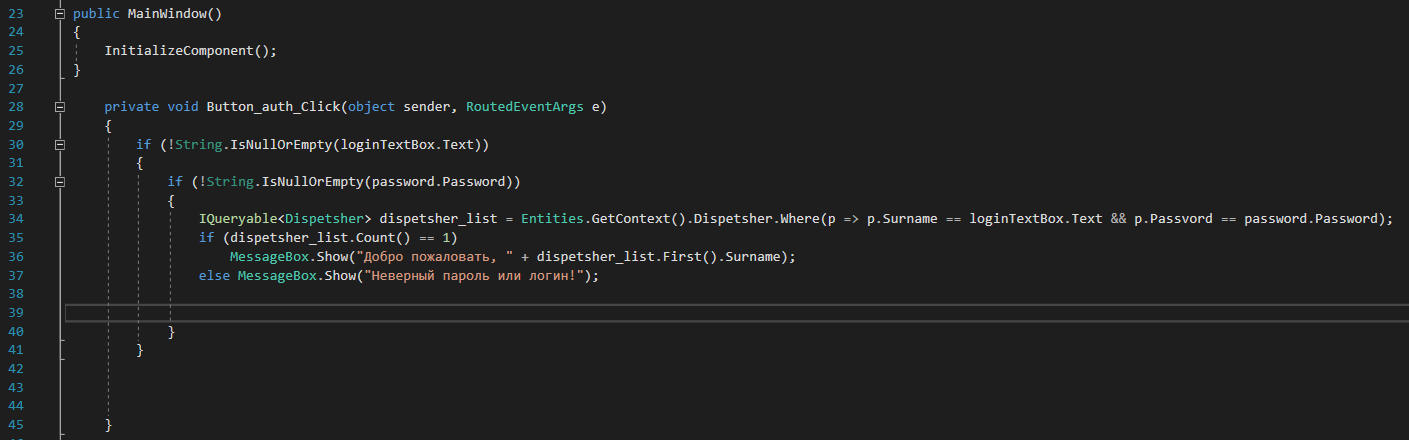 23 public MainWindow()
24 {
25 InitializeComponent();
26 }
27
28 private void Button_auth_Click(object sender, RoutedEventArgs e)
29 {
30 if (!String.IsNullOrEmpty(loginTextBox.Text))
31 {
32 if (!String.IsNullOrEmpty(password.Password))
33 {
34 IQueryable<Dispetsher> dispetsher_list = Entities.GetContext().Dispetsher.Where(p => p.Surname == loginTextBox.Text && p.Passvord == password.Password);
35 if (dispetsher_list.Count() == 1)
36 MessageBox.Show("Добро пожаловать, " + dispetsher_list.First().Surname);
37 else MessageBox.Show("Неверный пароль или логин!");
38
39
40 }
41 }
42
43
44
45 }